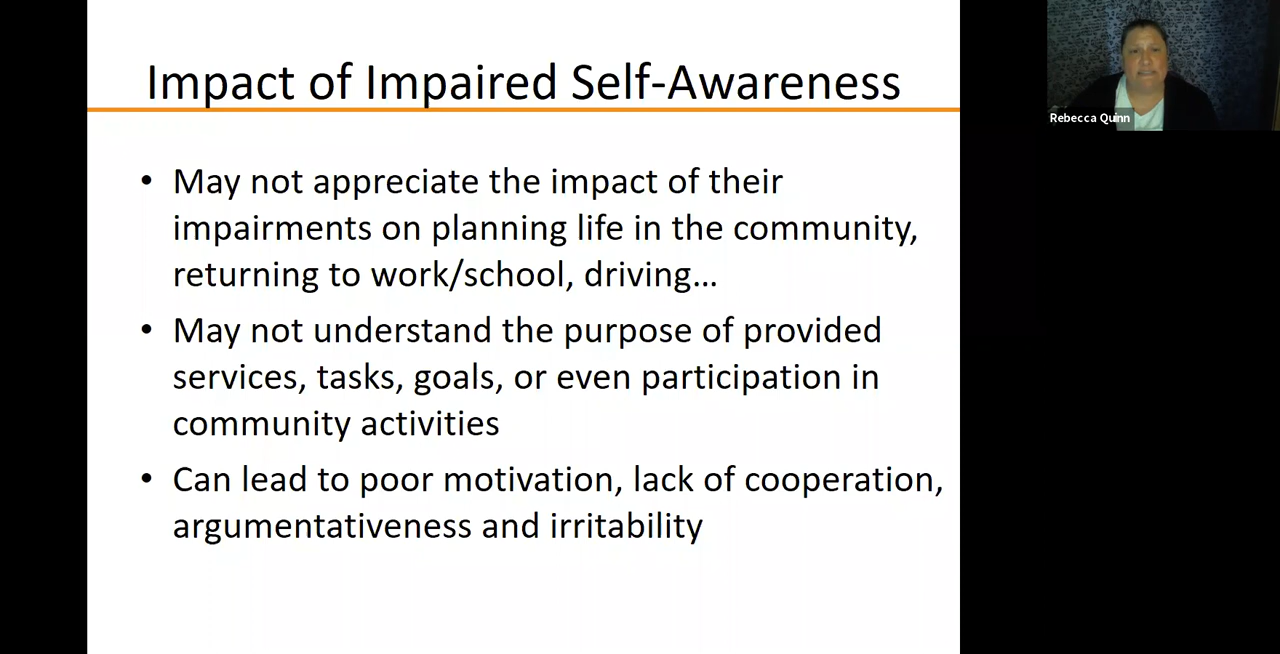 Impact of Impaired Self-Awareness
• May not appreciate the impact of their
impairments on planning life in the community,
returning to work/school, driving…
• May not understand the purpose of provided
services, tasks, goals, or even participation in
community activities
• Can lead to poor motivation, lack of cooperation,
argumentativeness and irritability
Rebecca Quinn